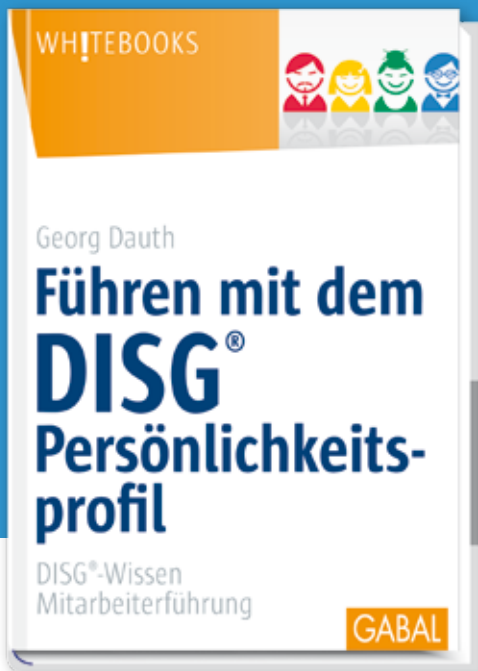 WH!TEBOOKS
Georg Dauth
Führen mit dem
DISG®
Persönlichkeits-
profil
DISG®-Wissen
Mitarbeiterführung
GABAL